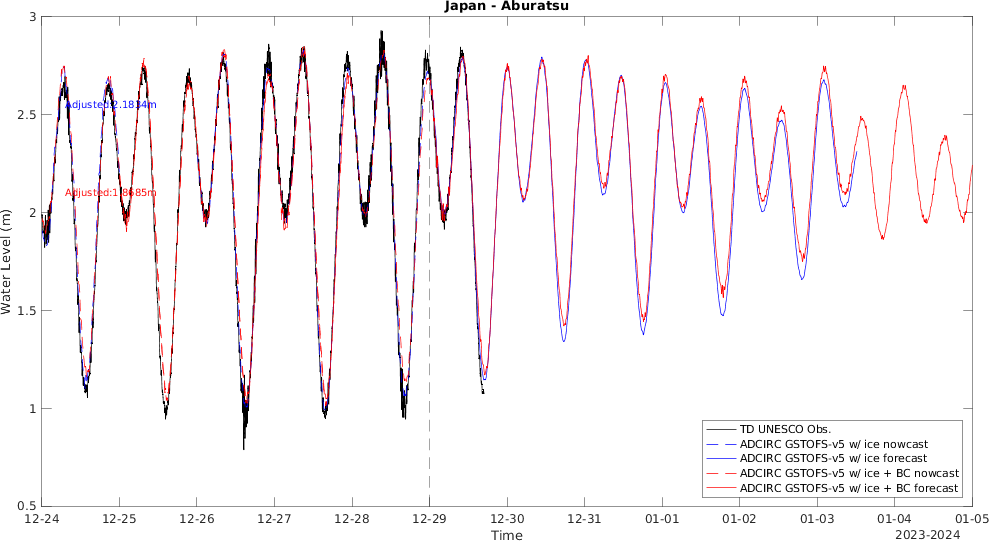 Japan - Aburatsu
3
2.5
2
1.5
1
0.5
Water Level (m)
Adjusted:2.1834m
Adjusted:1.8685m
TD UNESCO Obs.
ADCIRC GSTOFS-v5 w/ ice nowcast
ADCIRC GSTOFS-v5 w/ ice forecast
ADCIRC GSTOFS-v5 w/ ice + BC nowcast
ADCIRC GSTOFS-v5 w/ ice + BC forecast
12-24 12-25 12-26 12-27 12-28 12-29 12-30 12-31 01-01 01-02 01-03 01-04 01-05
Time
2023-2024